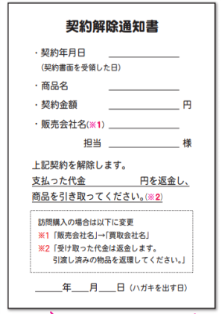 契約解除通知書
・契約年月日
(契約書面を受領した日)
・商品名
・契約金額 円
・販売会社名(※1)
担当 様
上記契約を解除します。
支払った代金 円を返金し、
商品を引き取ってください。(※2)
訪問購入の場合は以下に変更
※1 「販売会社名」→「買取会社名」
※2 「受け取った代金は返金します。
引渡し済みの物品を返還してください。」
年 月 日 (ハガキを出す日)